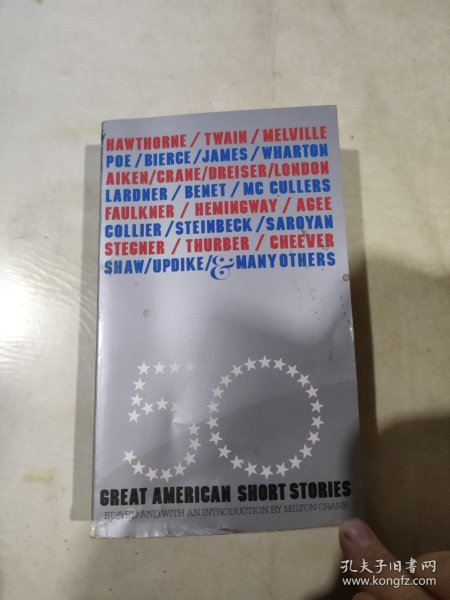 HAWTHORNE / TWAIN / MELVILLE
POE / BIERCE / JAMES / WHARTON
AIKEN / CRANE / DREISER / LONDON
LARDNER / BENET / MC CULLERS
FAULKNER / HEMINGWAY / AGEE
COLLIER / STEINBECK / SAROYAN
STEGNER / THURBER / CHEEVER
SHAW / UPDIKE / & MANY OTHERS
50
GREAT AMERICAN SHORT STORIES
EDITED AND WITH AN INTRODUCTION BY MILTON CRANE
孔夫子旧书网
www.kongfz.com